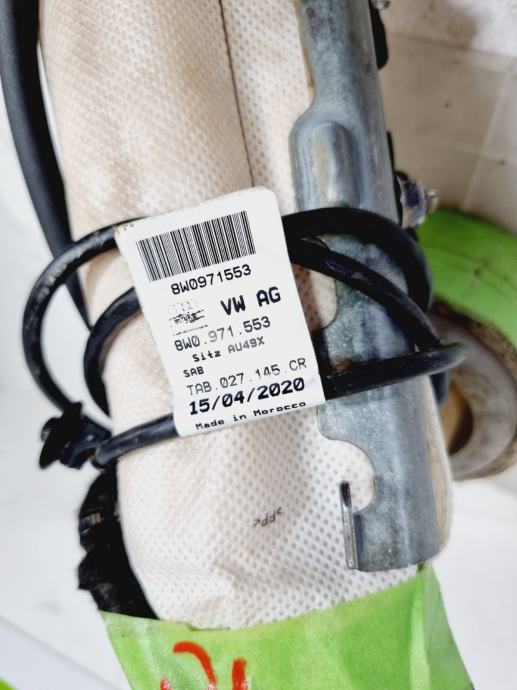 8W0971553
VW AG
8W0.971.553
Sitz AU49X
SAB
TAB.027.145.CR
15/04/2020
Made in Morocco
>PP<